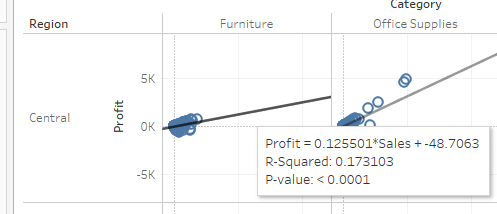 Category
Region
Furniture
Office Supplies
Central
Profit
5K
0K
-5K
Profit = 0.125501*Sales + -48.7063
R-Squared: 0.173103
P-value: < 0.0001